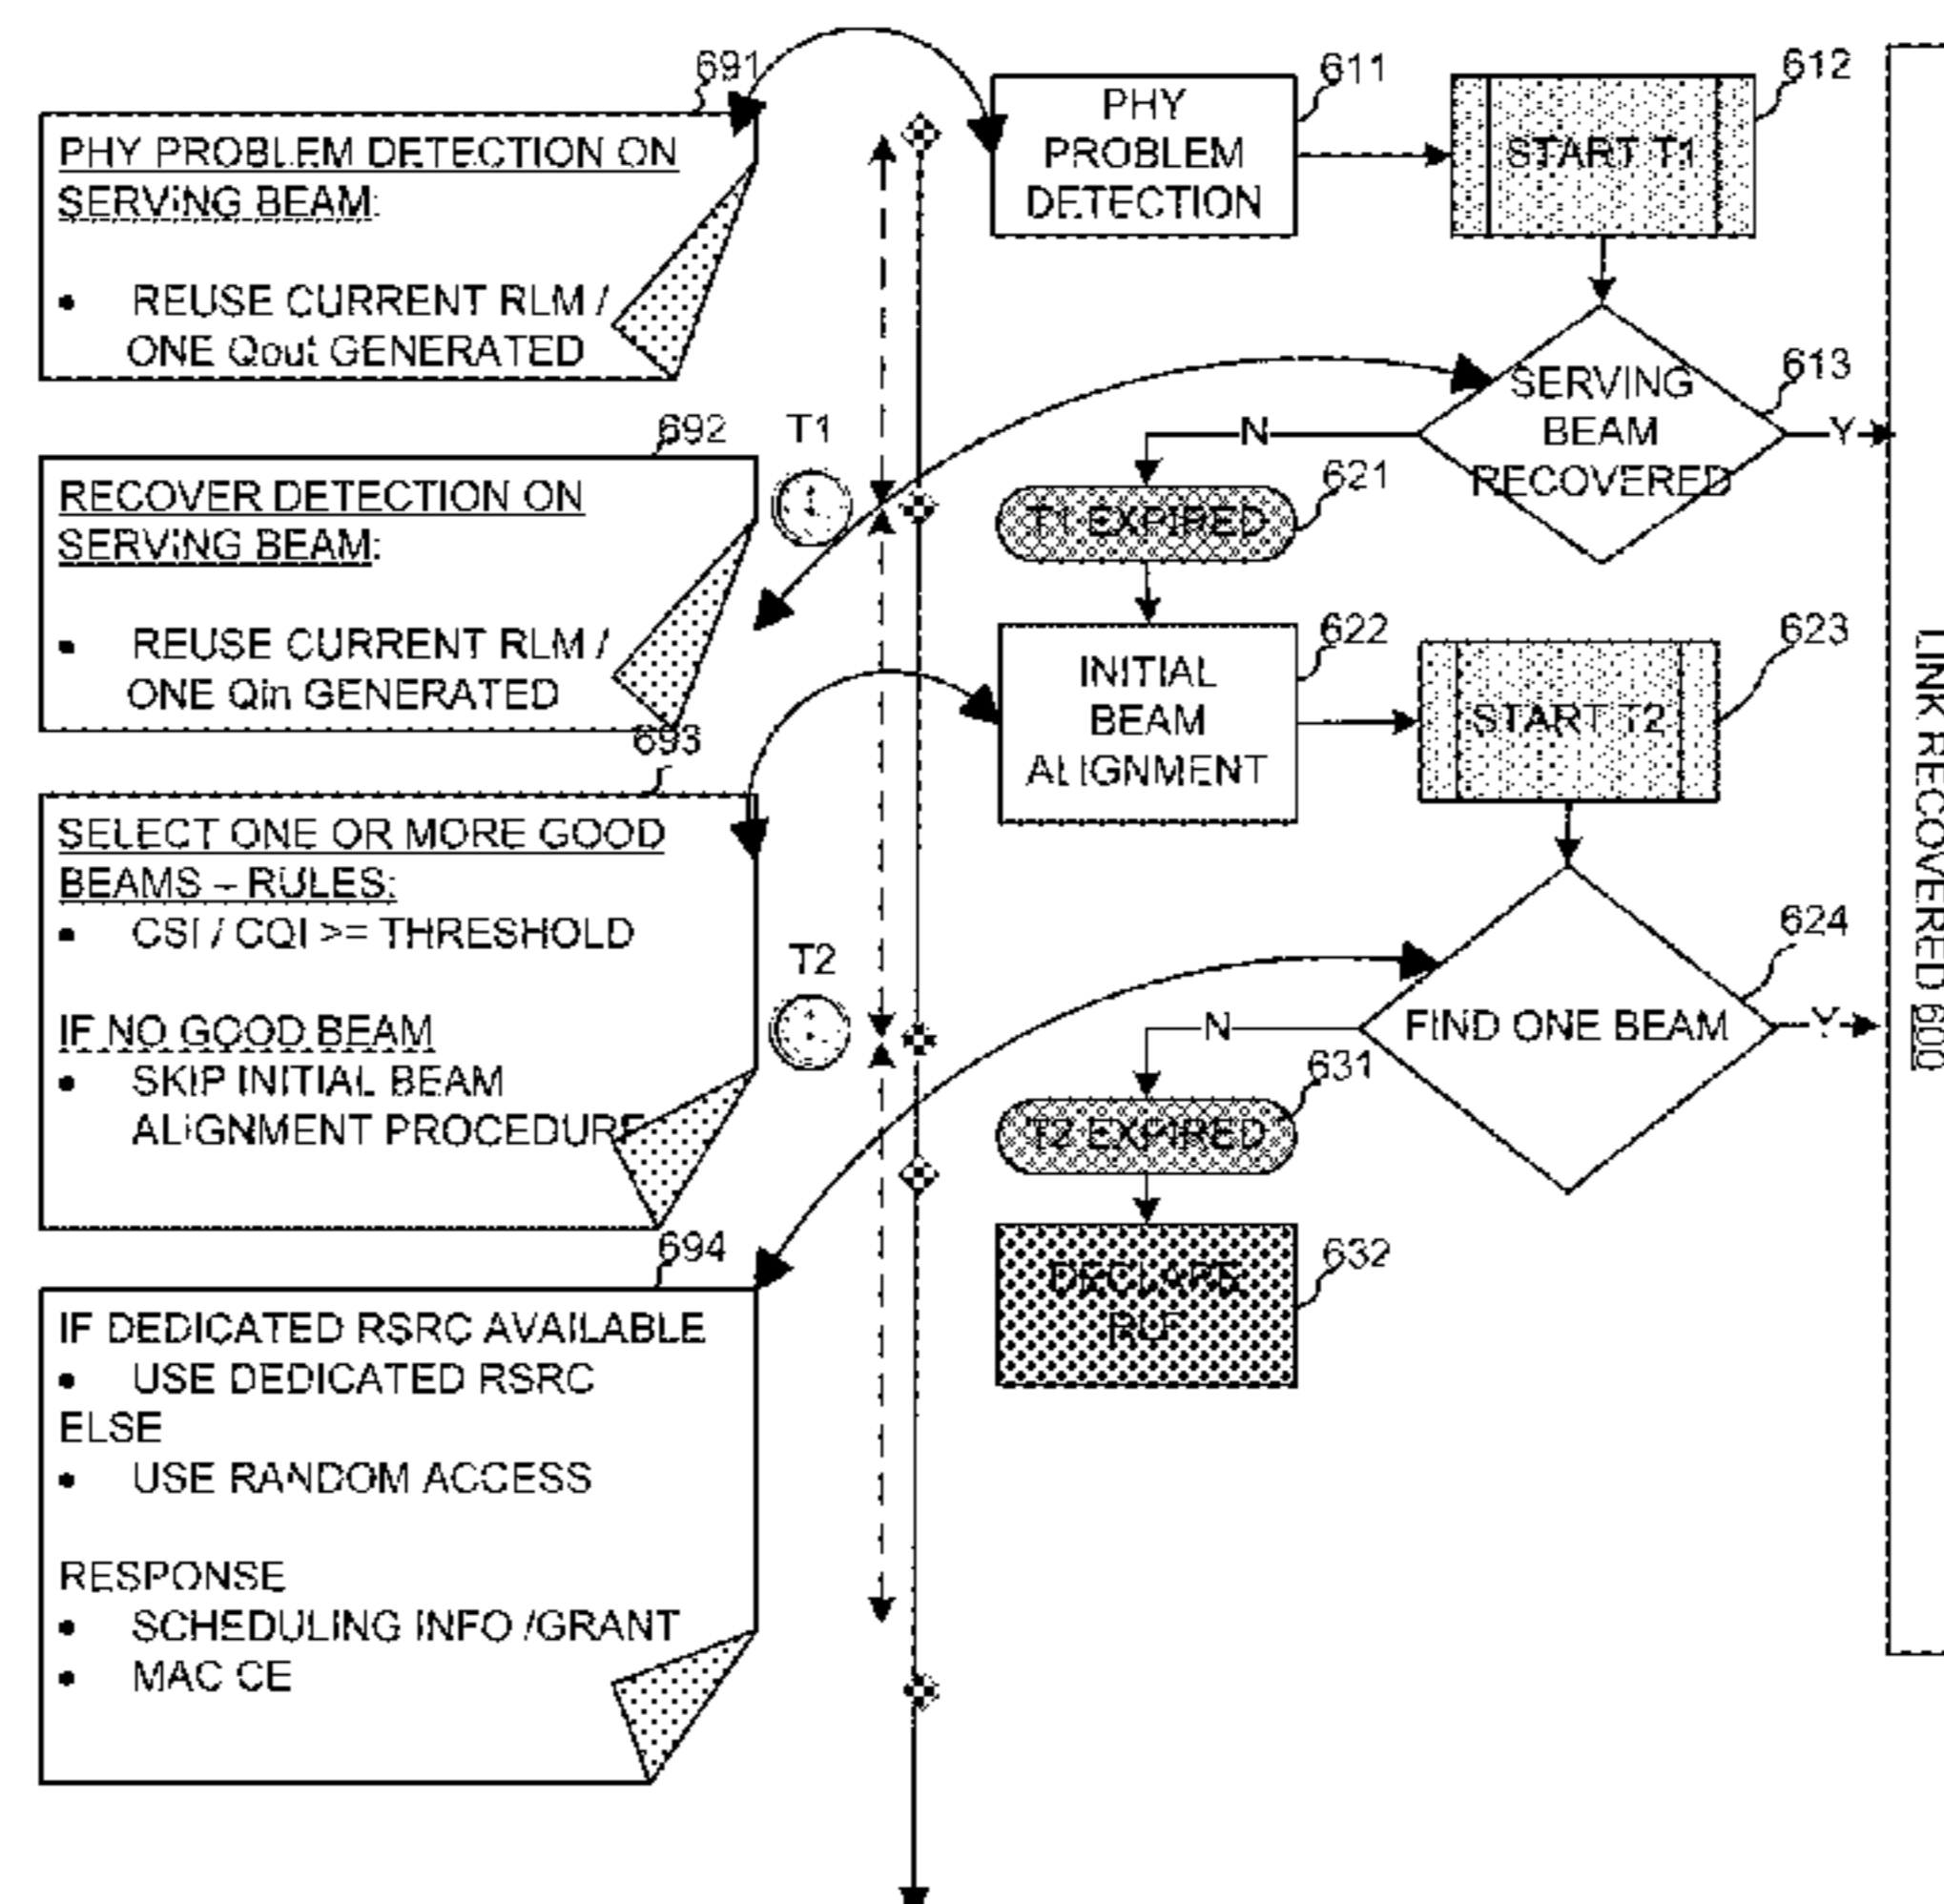 691
PHY PROBLEM DETECTION ON
SERVING BEAM:
• REUSE CURRENT RLM /
ONE Qout GENERATED
692
RECOVER DETECTION ON
SERVING BEAM:
• REUSE CURRENT RLM /
ONE Qin GENERATED
693
SELECT ONE OR MORE GOOD
BEAMS – RULES:
• CSI / CQI >= THRESHOLD
IF NO GOOD BEAM
• SKIP INITIAL BEAM
ALIGNMENT PROCEDURE
694
IF DEDICATED RSRC AVAILABLE
• USE DEDICATED RSRC
ELSE
• USE RANDOM ACCESS
RESPONSE
• SCHEDULING INFO /GRANT
• MAC CE
T1
T2
PHY
PROBLEM
DETECTION
611
START T1
612
SERVING
BEAM
RECOVERED
613
N
Y
T1 EXPIRED
621
INITIAL
BEAM
ALIGNMENT
622
START T2
623
FIND ONE BEAM
624
N
Y
T2 EXPIRED
631
DECLARE
632
LINK RECOVERED 600